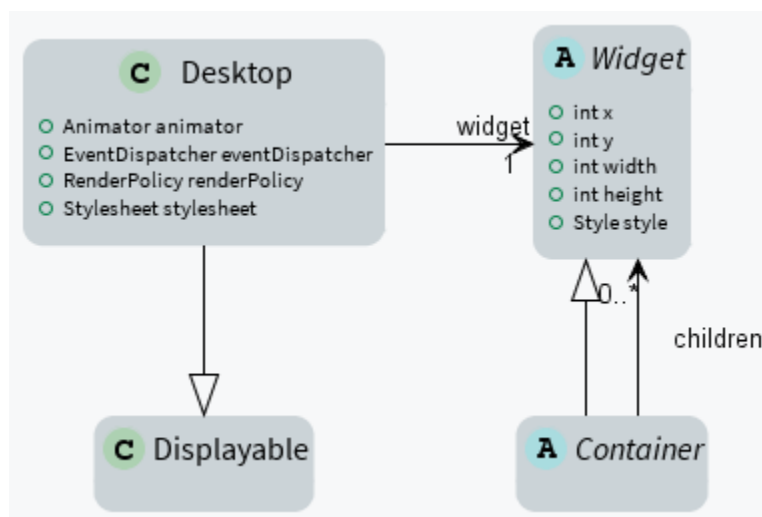 C Desktop
Animator animator
EventDispatcher eventDispatcher
RenderPolicy renderPolicy
Stylesheet stylesheet
widget
1
A Widget
int x
int y
int width
int height
Style style
0..*
children
C Displayable
A Container